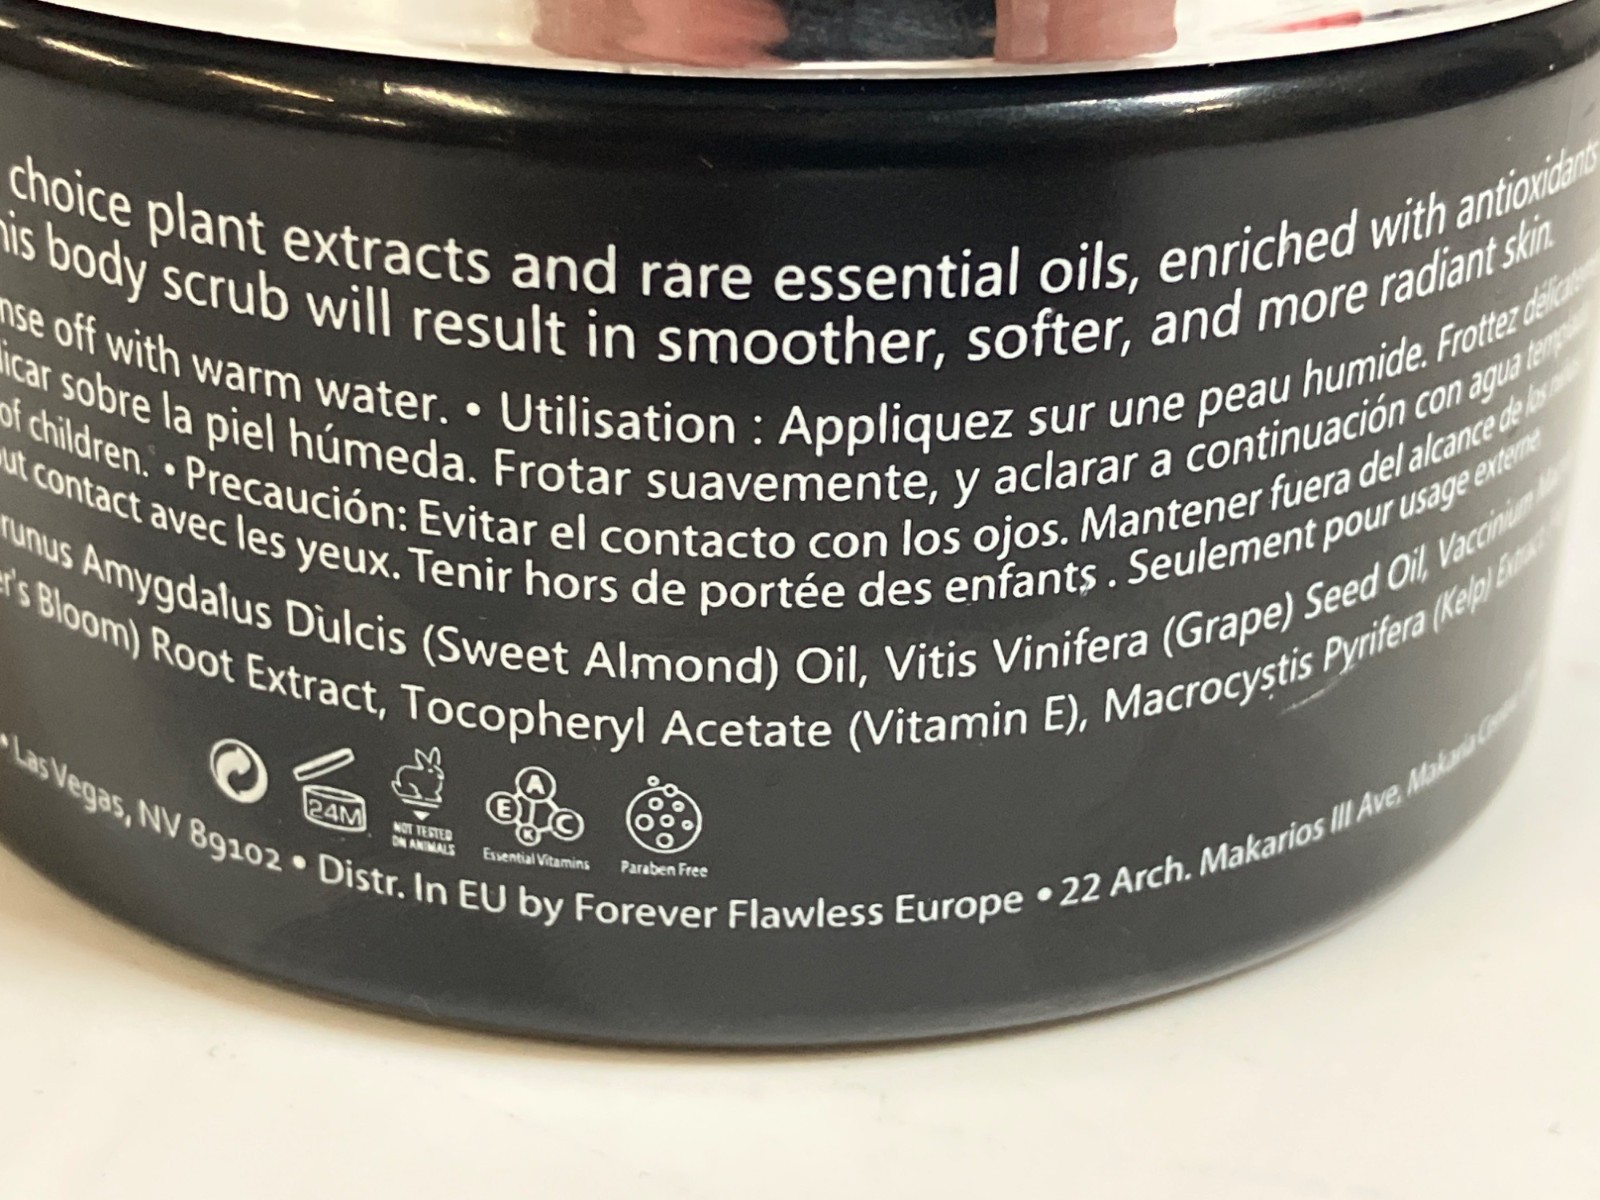 choice plant extracts and rare essential oils, enriched with antioxidants
body scrub will result in smoother, softer, and more radiant skin.
off with warm water. • Utilisation : Appliquez sur une peau humide. Frottez
sobre la piel húmeda. Frotar suavemente, y aclarar a continuación con agua
of children. • Precaución: Evitar el contacto con los ojos. Mantener fuera del alcance de los
contact avec les yeux. Tenir hors de portée des enfants . Seulement pour usage externe.
Amygdalus Dulcis (Sweet Almond) Oil, Vitis Vinifera (Grape) Seed Oil, Vaccinium
Bloom) Root Extract, Tocopheryl Acetate (Vitamin E), Macrocystis Pyrifera (Kelp) Extract
24M
NOT TESTED
ON ANIMALS
A
E
C
K
Essential Vitamins
Paraben Free
• Las Vegas, NV 89102 • Distr. In EU by Forever Flawless Europe • 22 Arch. Makarios III Ave, Makaria